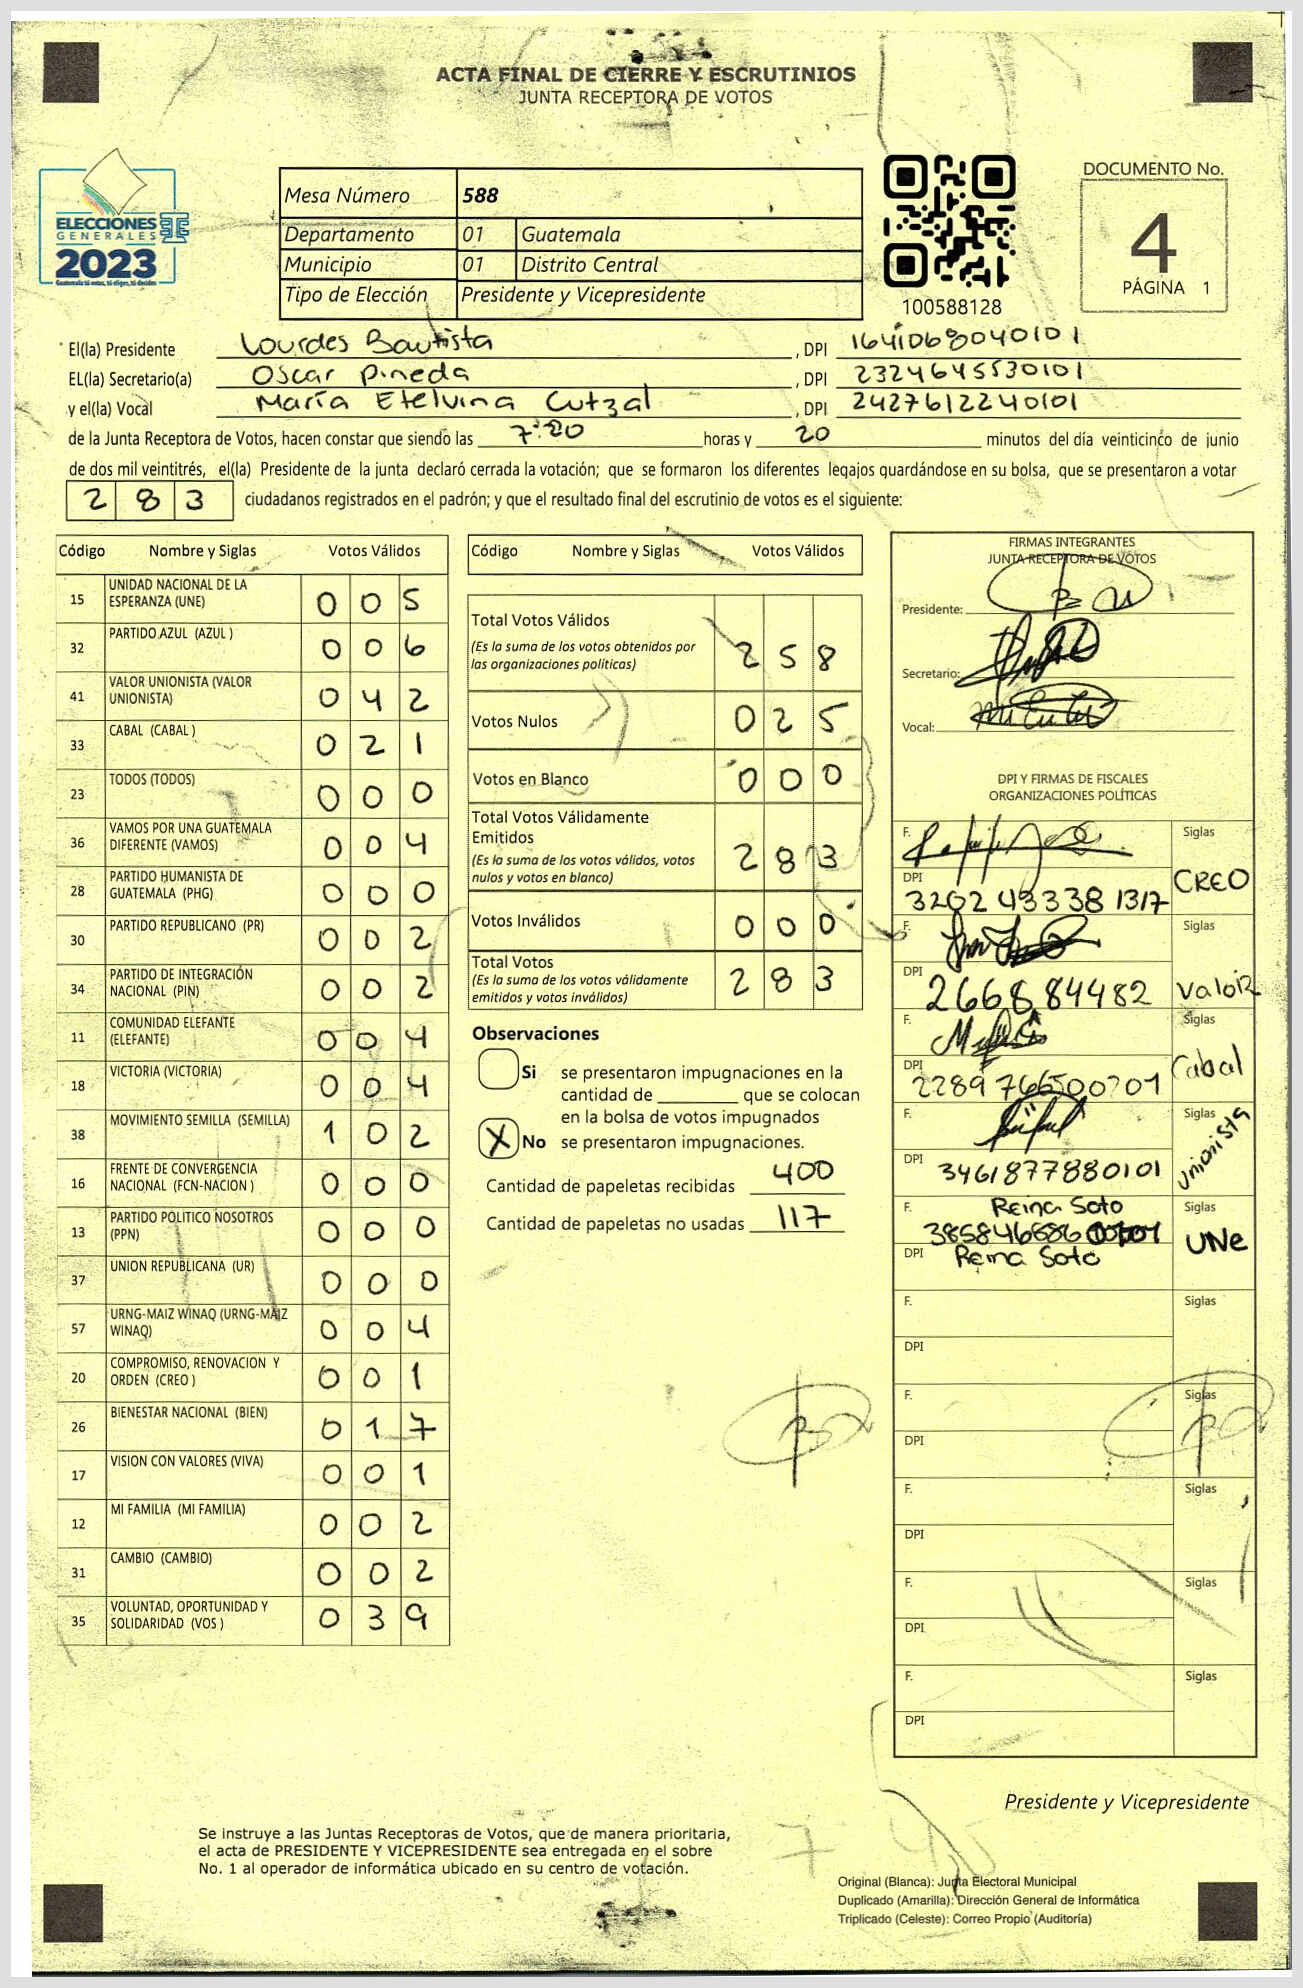 ACTA FINAL DE CIERRE Y ESCRUTINIOS
JUNTA RECEPTORA DE VOTOS
ELECCIONES
GENERALES
2023
Guatemala tú votas, tú eliges, tú decides
Mesa Número 588
Departamento 01 Guatemala
Municipio 01 Distrito Central
Tipo de Elección Presidente y Vicepresidente
100588128
DOCUMENTO No.
4
PÁGINA 1
El(la) Presidente Lourdes Bautista , DPI 1641068040101
EL(la) Secretario(a) Oscar Pineda , DPI 2324645530101
y el(la) Vocal María Etelvina Cutzal , DPI 2427612240101
de la Junta Receptora de Votos, hacen constar que siendo las 7:20 horas y 20 minutos del día veinticinco de junio
de dos mil veintitrés, el(la) Presidente de la junta declaró cerrada la votación; que se formaron los diferentes legajos guardándose en su bolsa, que se presentaron a votar
283 ciudadanos registrados en el padrón; y que el resultado final del escrutinio de votos es el siguiente:
Código Nombre y Siglas Votos Válidos
15 UNIDAD NACIONAL DE LA
ESPERANZA (UNE) 0 0 5
32 PARTIDO AZUL (AZUL ) 0 0 6
41 VALOR UNIONISTA (VALOR
UNIONISTA) 0 4 2
33 CABAL (CABAL ) 0 2 1
23 TODOS (TODOS) 0 0 0
36 VAMOS POR UNA GUATEMALA
DIFERENTE (VAMOS) 0 0 4
28 PARTIDO HUMANISTA DE
GUATEMALA (PHG) 0 0 0
30 PARTIDO REPUBLICANO (PR) 0 0 2
34 PARTIDO DE INTEGRACIÓN
NACIONAL (PIN) 0 0 2
11 COMUNIDAD ELEFANTE
(ELEFANTE) 0 0 4
18 VICTORIA (VICTORIA) 0 0 4
38 MOVIMIENTO SEMILLA (SEMILLA) 1 0 2
16 FRENTE DE CONVERGENCIA
NACIONAL (FCN-NACION ) 0 0 0
13 PARTIDO POLITICO NOSOTROS
(PPN) 0 0 0
37 UNION REPUBLICANA (UR) 0 0 0
57 URNG-MAIZ WINAQ (URNG-MAIZ
WINAQ) 0 0 4
20 COMPROMISO, RENOVACION Y
ORDEN (CREO ) 0 0 1
26 BIENESTAR NACIONAL (BIEN) 0 1 7
17 VISION CON VALORES (VIVA) 0 0 1
12 MI FAMILIA (MI FAMILIA) 0 0 2
31 CAMBIO (CAMBIO) 0 0 2
35 VOLUNTAD, OPORTUNIDAD Y
SOLIDARIDAD (VOS ) 0 3 9
Código Nombre y Siglas Votos Válidos
Total Votos Válidos
(Es la suma de los votos obtenidos por
las organizaciones políticas) 2 5 8
Votos Nulos 0 2 5
Votos en Blanco 0 0 0
Total Votos Válidamente
Emitidos
(Es la suma de los votos válidos, votos
nulos y votos en blanco) 2 8 3
Votos Inválidos 0 0 0
Total Votos
(Es la suma de los votos válidamente
emitidos y votos inválidos) 2 8 3
Observaciones
Si se presentaron impugnaciones en la
cantidad de ________ que se colocan
en la bolsa de votos impugnados
X No se presentaron impugnaciones.
Cantidad de papeletas recibidas 400
Cantidad de papeletas no usadas 117
FIRMAS INTEGRANTES
JUNTA RECEPTORA DE VOTOS
Presidente:
Secretario:
Vocal:
DPI Y FIRMAS DE FISCALES
ORGANIZACIONES POLÍTICAS
F. Siglas
DPI CREO
3202 43338 1317
F. Siglas
DPI
2668884482 Valor
F. Siglas
DPI Cabal
2289766500701
F. Siglas
DPI 3461877880101 Unionista
F. Reina Soto Siglas
UNe
DPI Reina Soto
F. Siglas
DPI
F. Siglas
DPI
F. Siglas
DPI
F. Siglas
DPI
F. Siglas
DPI
Presidente y Vicepresidente
Se instruye a las Juntas Receptoras de Votos, que de manera prioritaria,
el acta de PRESIDENTE Y VICEPRESIDENTE sea entregada en el sobre
No. 1 al operador de informática ubicado en su centro de votación.
Original (Blanca): Junta Electoral Municipal
Duplicado (Amarilla): Dirección General de Informática
Triplicado (Celeste): Correo Propio (Auditoría)